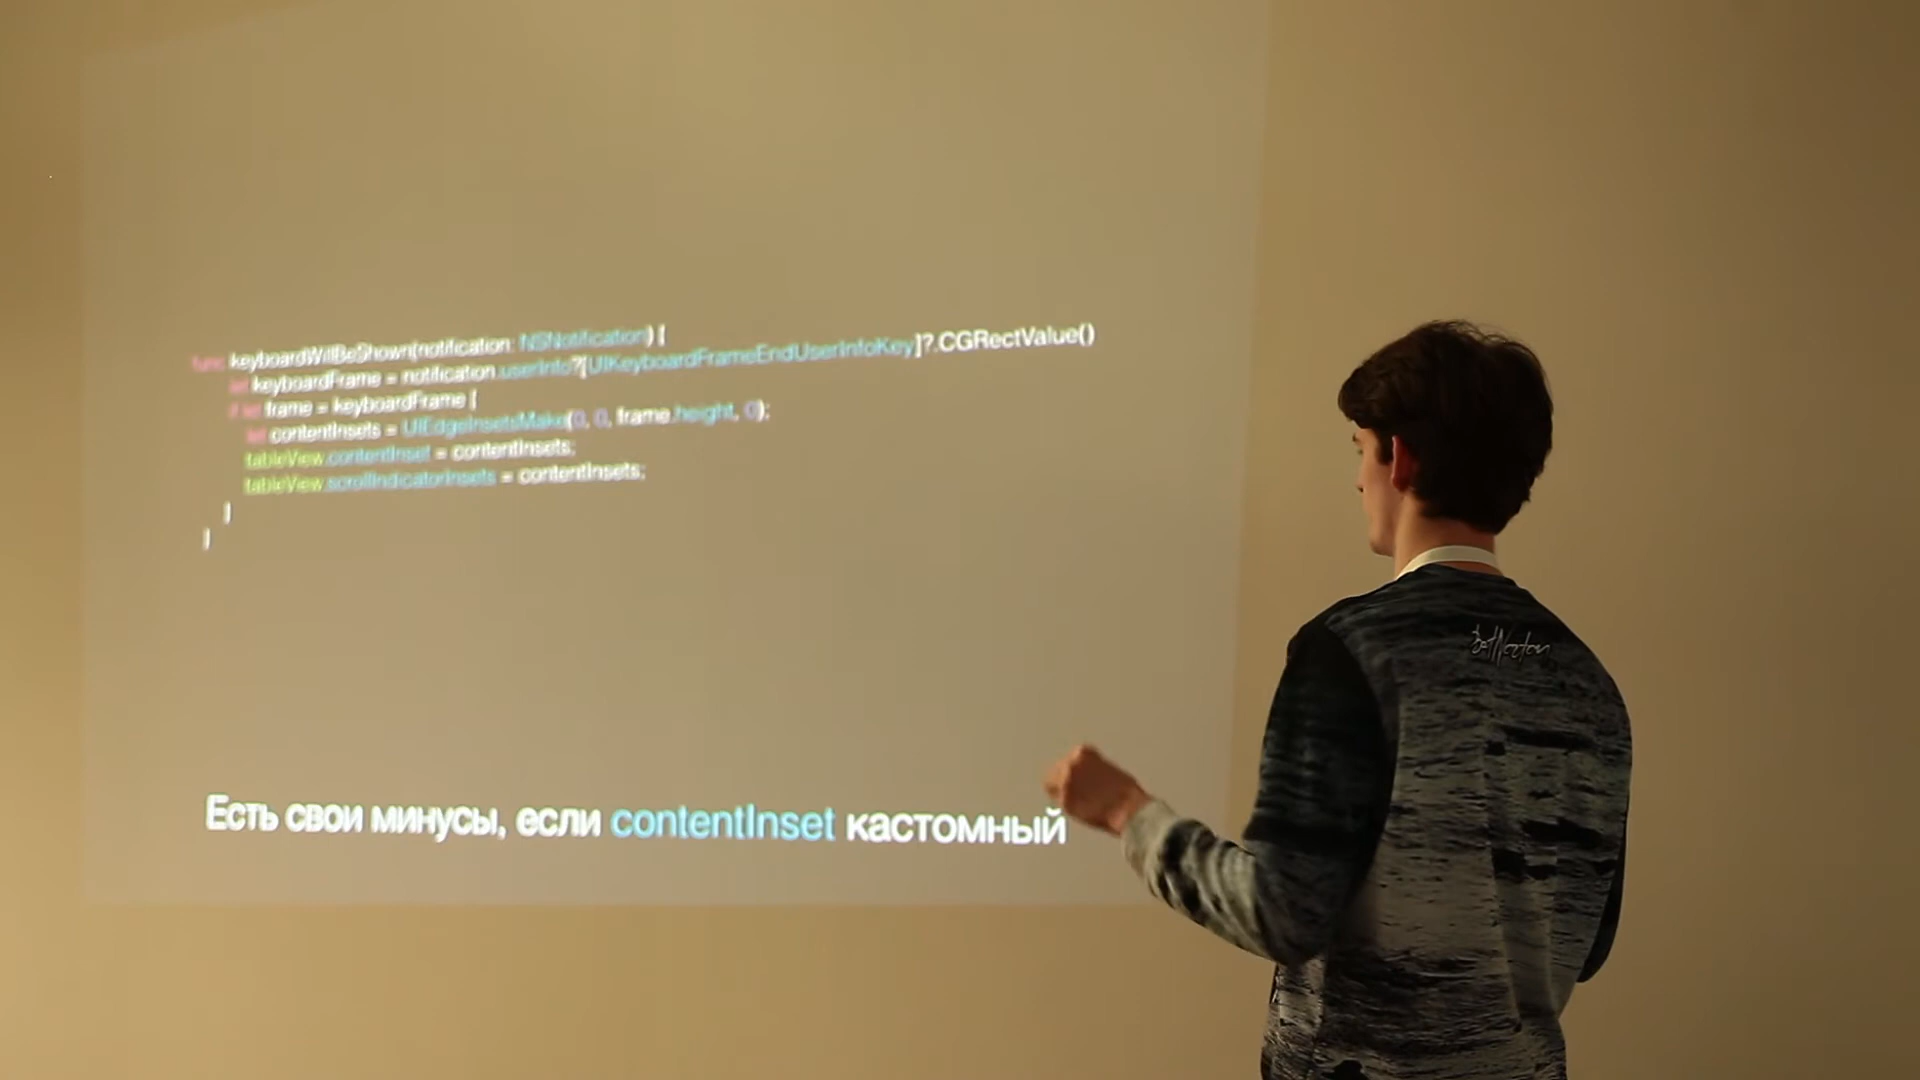 func keyboardWillBeShown(notification: NSNotification) {
let keyboardFrame = notification.userInfo?[UIKeyboardFrameEndUserInfoKey]?.CGRectValue()
if let frame = keyboardFrame {
let contentInsets = UIEdgeInsetsMake(0, 0, frame.height, 0);
tableView.contentInset = contentInsets;
tableView.scrollIndicatorInsets = contentInsets;
}
}
Есть свои минусы, если contentInset кастомный